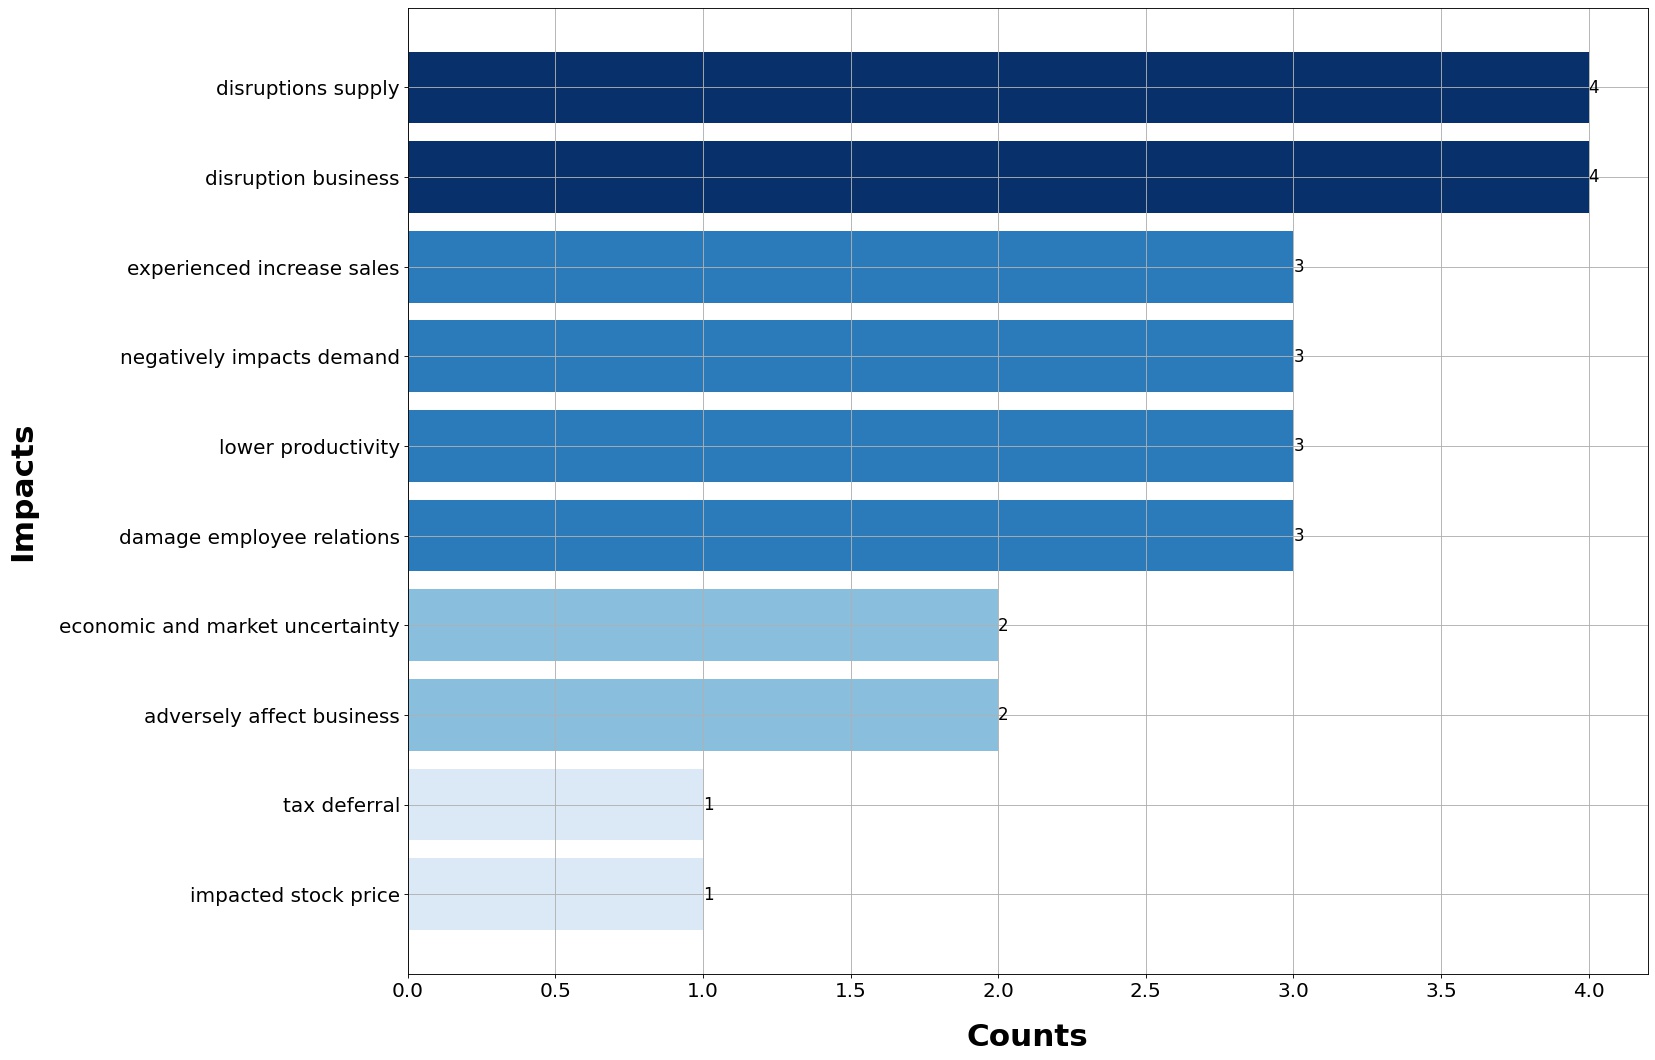 disruptions supply 4
disruption business 4
experienced increase sales 3
negatively impacts demand 3
lower productivity 3
damage employee relations 3
economic and market uncertainty 2
adversely affect business 2
tax deferral 1
impacted stock price 1
Impacts
0.0 0.5 1.0 1.5 2.0 2.5 3.0 3.5 4.0
Counts